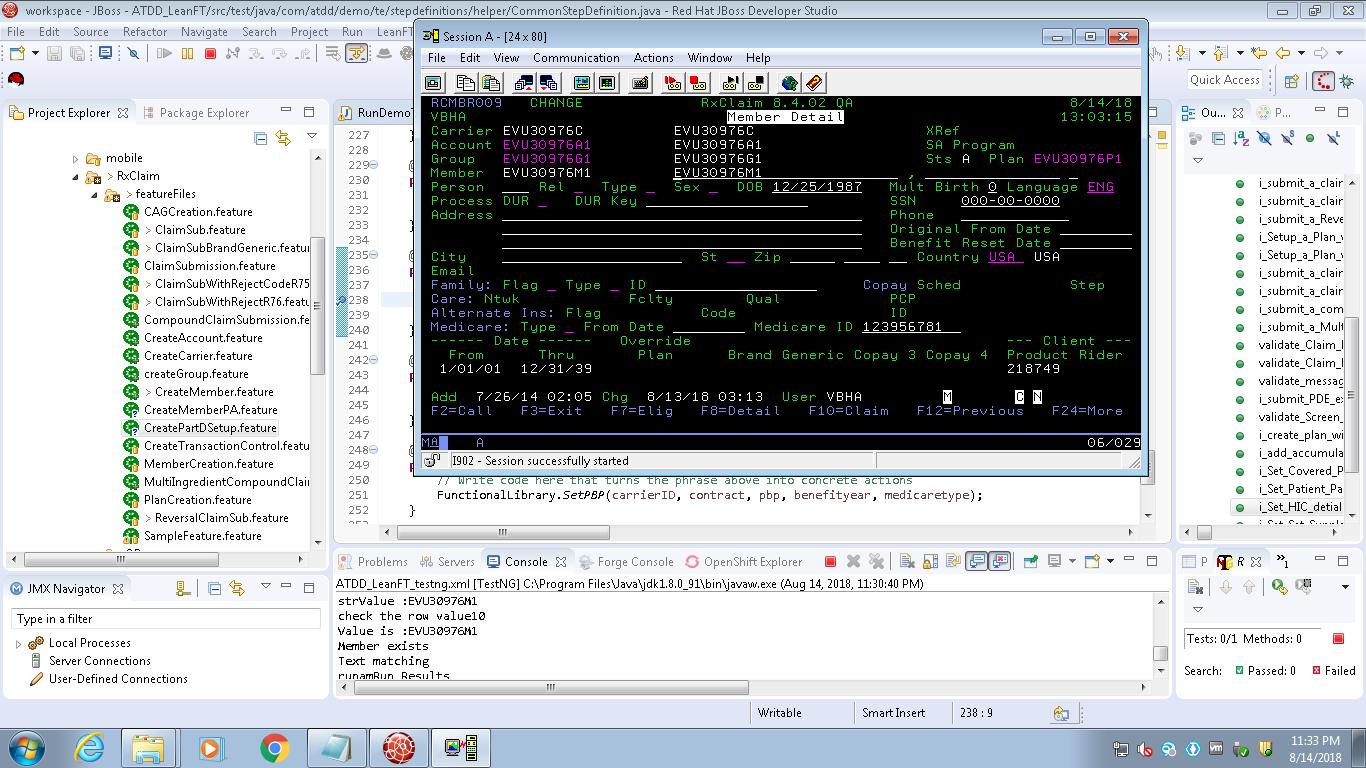 workspace - JBoss - ATDD_LeanFT/src/test/java/com/atdd/demo/te/stepdefinitions/helper/CommonStepDefinition.java - Red Hat JBoss Developer Studio
File Edit Source Refactor Navigate Search Project Run LeanFT
Quick Access
Project Explorer Package Explorer
mobile
> RxClaim
> featureFiles
CAGCreation.feature
> ClaimSub.feature
> ClaimSubBrandGeneric.featur
ClaimSubmission.feature
> ClaimSubWithRejectCodeR75
> ClaimSubWithRejectR76.featu
CompoundClaimSubmission.fe
CreateAccount.feature
CreateCarrier.feature
createGroup.feature
> CreateMember.feature
CreateMemberPA.feature
CreatePartDSetup.feature
CreateTransactionControl.feature
MemberCreation.feature
MultiIngredientCompoundClai
PlanCreation.feature
> ReversalClaimSub.feature
SampleFeature.feature
RunDemoT
227 }
228
229 @
230
231
232
233 }
234
235 @
236
237
238
239
240 }
241
242 @
243
244
245 }
246
247
248 @
249
250 // Write code here that turns the phrase above into concrete actions
251 FunctionalLibrary.SetPBP(carrierID, contract, pbp, benefityear, medicaretype);
252 }
Session A - [24 x 80]
File Edit View Communication Actions Window Help
RCMBR009 CHANGE RxClaim 8.4.02 QA 8/14/18
VBHA Member Detail 13:03:15
Carrier EVU30976C EVU30976C XRef
Account EVU30976A1 EVU30976A1 SA Program
Group EVU30976G1 EVU30976G1 Sts A Plan EVU30976P1
Member EVU30976M1 EVU30976M1 ,
Person Rel Type Sex DOB 12/25/1987 Mult Birth 0 Language ENG
Process DUR DUR Key SSN 000-00-0000
Address Phone
Original From Date
Benefit Reset Date
City St Zip Country USA USA
Email
Family: Flag Type ID Copay Sched Step
Care: Ntwk Fclty Qual PCP
Alternate Ins: Flag Code ID
Medicare: Type From Date Medicare ID 123956781
------ Date ------ Override --- Client ---
From Thru Plan Brand Generic Copay 3 Copay 4 Product Rider
1/01/01 12/31/39 218749
Add 7/26/14 02:05 Chg 8/13/18 03:13 User VBHA M C N
F2=Call F3=Exit F7=Elig F8=Detail F10=Claim F12=Previous F24=More
MA A 06/029
I902 - Session successfully started
Ou... P...
i_submit_a_clain
i_submit_a_clain
i_submit_a_Reve
i_Setup_a_Plan_v
i_Setup_a_Plan_v
i_submit_a_clain
i_submit_a_com
i_submit_a_Mult
validate_Claim_I
validate_Claim_I
validate_messag
i_submit_PDE_ex
validate_Screen_
i_create_plan_wi
i_add_accumula
i_Set_Covered_P
i_Set_Patient_Pa
i_Set_HIC_detial
JMX Navigator
Type in a filter
Local Processes
Server Connections
User-Defined Connections
Problems Servers Console Forge Console OpenShift Explorer
ATDD_LeanFT_testng.xml [TestNG] C:\Program Files\Java\jdk1.8.0_91\bin\javaw.exe (Aug 14, 2018, 11:30:40 PM)
strValue :EVU30976M1
check the row value10
Value is :EVU30976M1
Member exists
Text matching
runamRun Results
P R »1
Tests: 0/1 Methods: 0
Search: Passed: 0 Failed
Writable Smart Insert 238 : 9
11:33 PM
8/14/2018